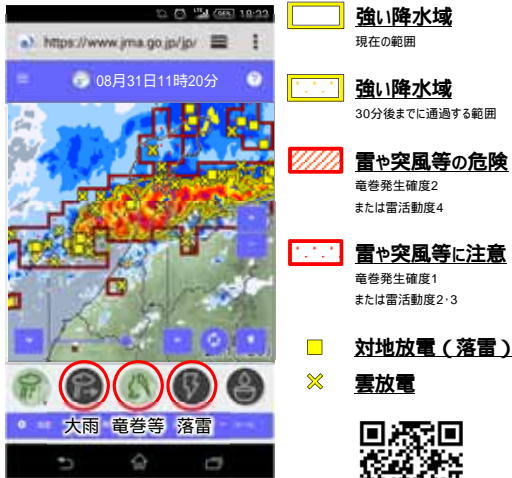 18:22
https://www.jma.go.jp/jp/
08月31日11時20分
大雨 竜巻等 落雷
強い降水域
現在の範囲
強い降水域
30分後までに通過する範囲
雷や突風等の危険
竜巻発生確度2
または雷活動度4
雷や突風等に注意
竜巻発生確度1
または雷活動度2・3
対地放電(落雷)
雲放電